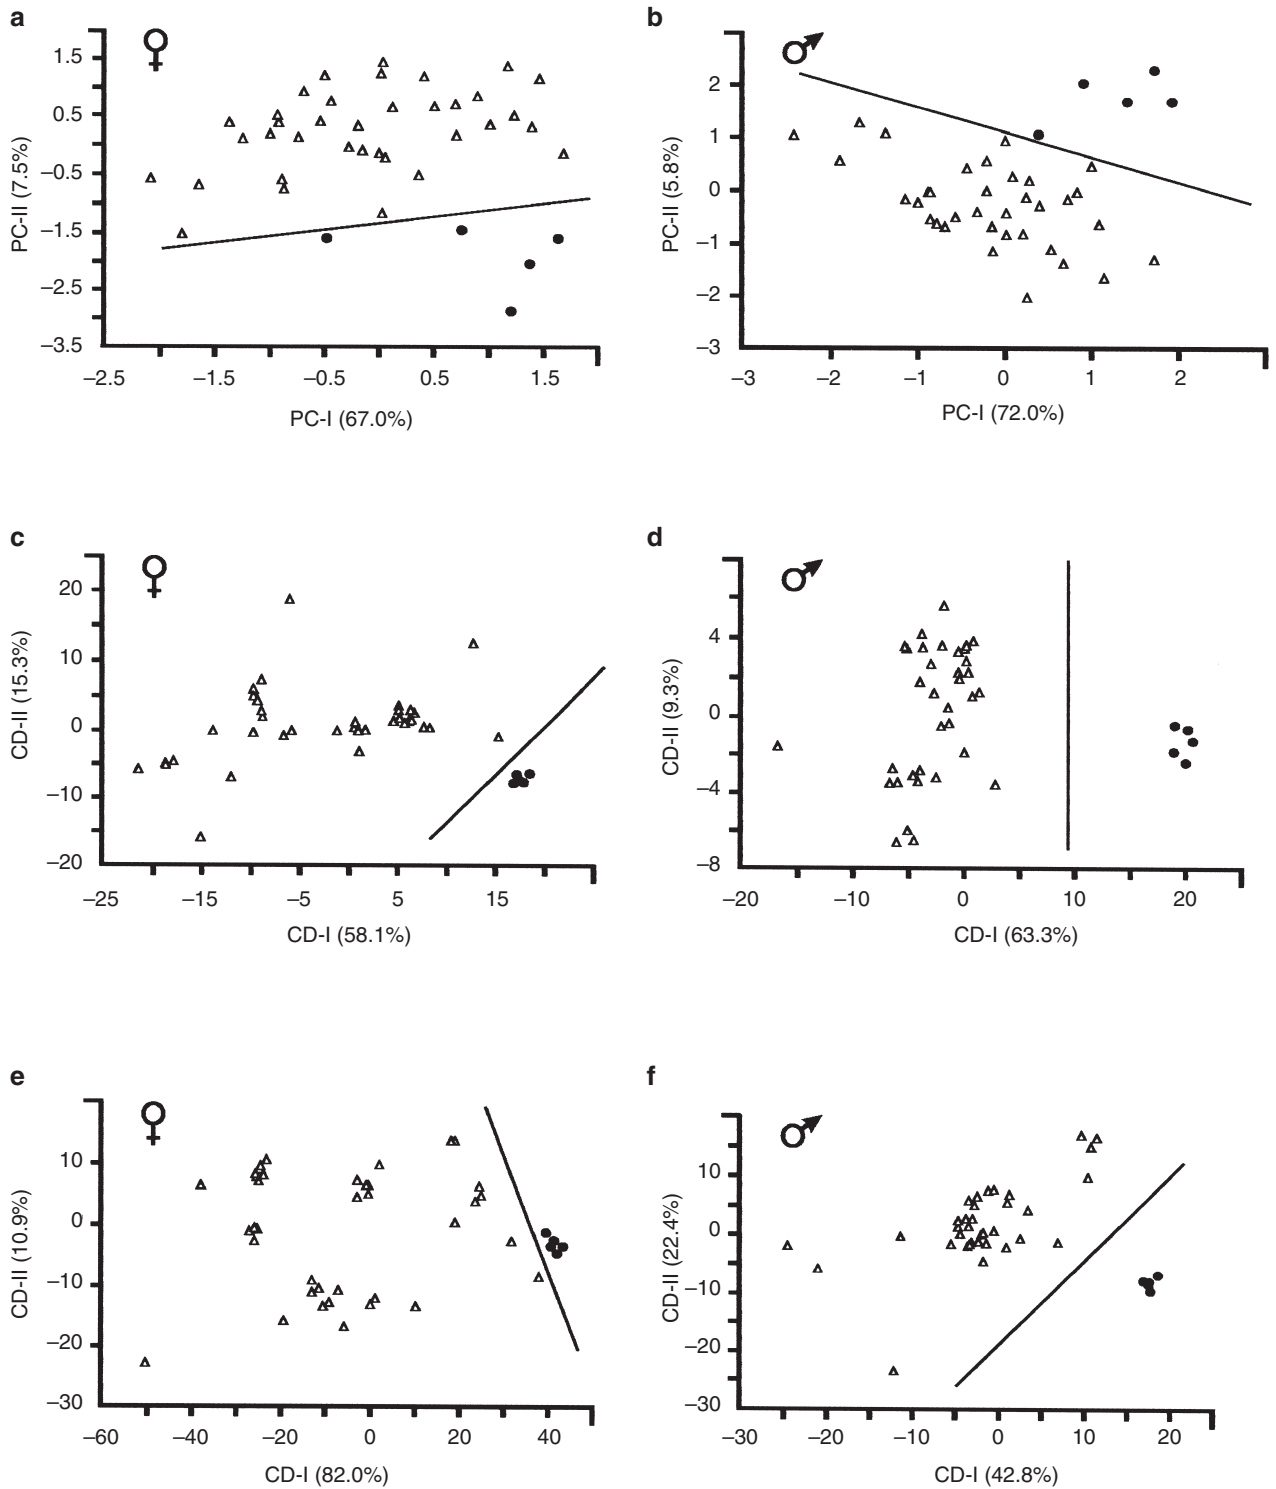 a
♀
1.5
0.5
−0.5
−1.5
−2.5
−3.5
PC-II (7.5%)
−2.5 −1.5 −0.5 0.5 1.5
PC-I (67.0%)
b
♂
2
1
0
−1
−2
−3
PC-II (5.8%)
−3 −2 −1 0 1 2
PC-I (72.0%)
c
♀
20
10
0
−10
−20
CD-II (15.3%)
−25 −15 −5 5 15
CD-I (58.1%)
d
♂
4
0
−4
−8
CD-II (9.3%)
−20 −10 0 10 20
CD-I (63.3%)
e
♀
10
0
−10
−20
−30
CD-II (10.9%)
−60 −40 −20 0 20 40
CD-I (82.0%)
f
♂
10
0
−10
−20
−30
CD-II (22.4%)
−30 −20 −10 0 10 20
CD-I (42.8%)